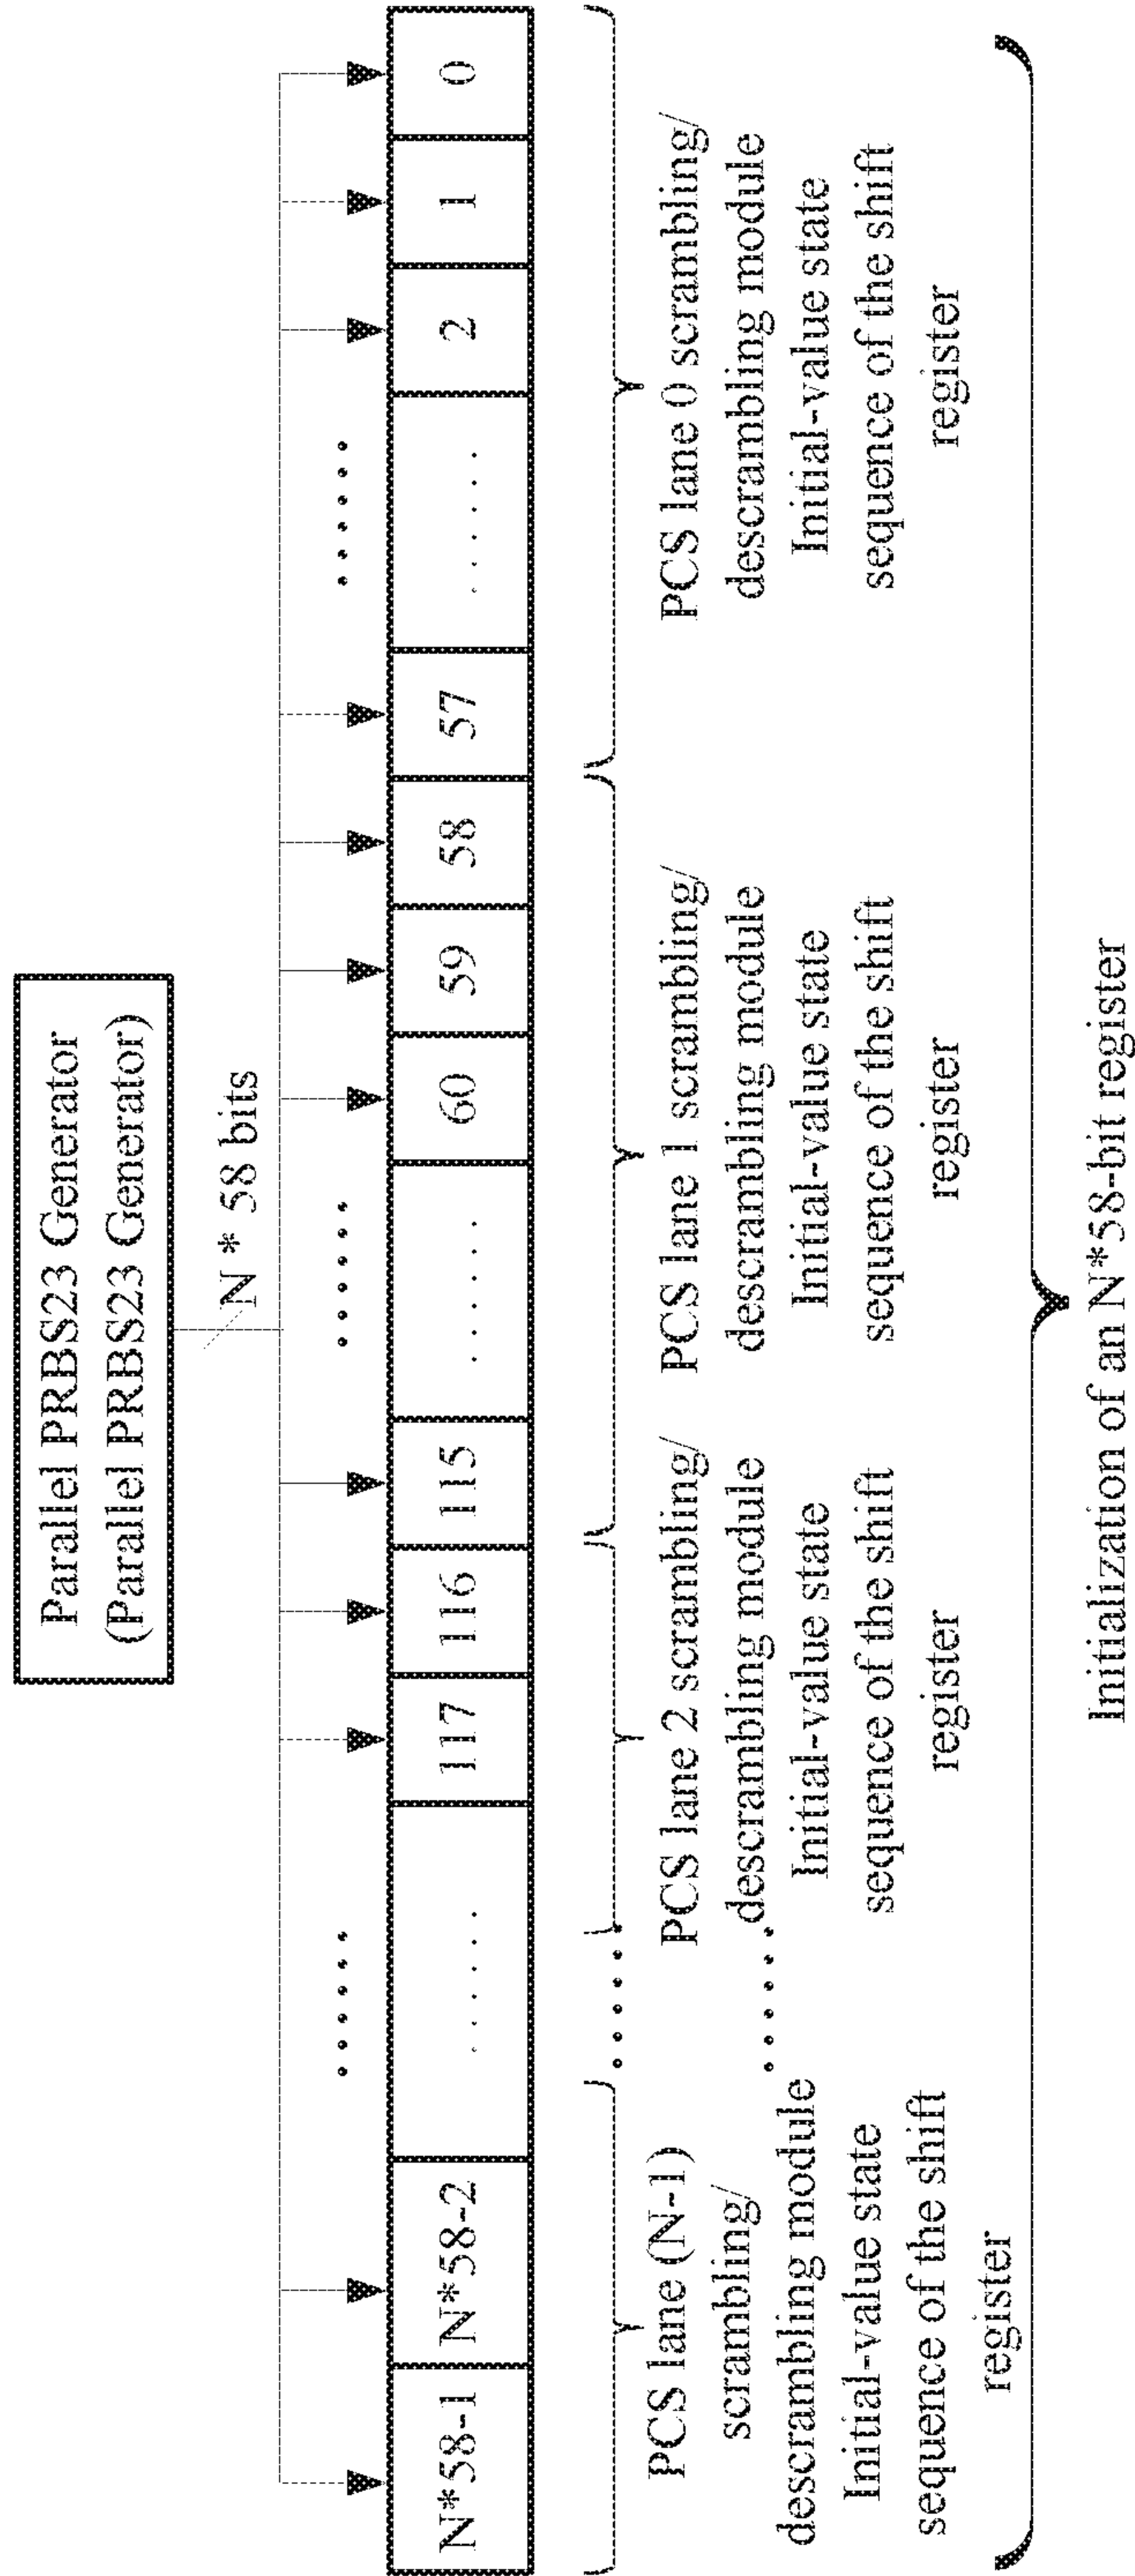 Parallel PRBS23 Generator
(Parallel PRBS23 Generator)
N * 58 bits
......
......
......
N*58-1
N*58-2
......
117
116
115
......
60
59
58
57
......
2
1
0
PCS lane (N-1)
scrambling/
descrambling module
Initial-value state
sequence of the shift
register
......
......
PCS lane 2 scrambling/
descrambling module
Initial-value state
sequence of the shift
register
PCS lane 1 scrambling/
descrambling module
Initial-value state
sequence of the shift
register
PCS lane 0 scrambling/
descrambling module
Initial-value state
sequence of the shift
register
Initialization of an N*58-bit register